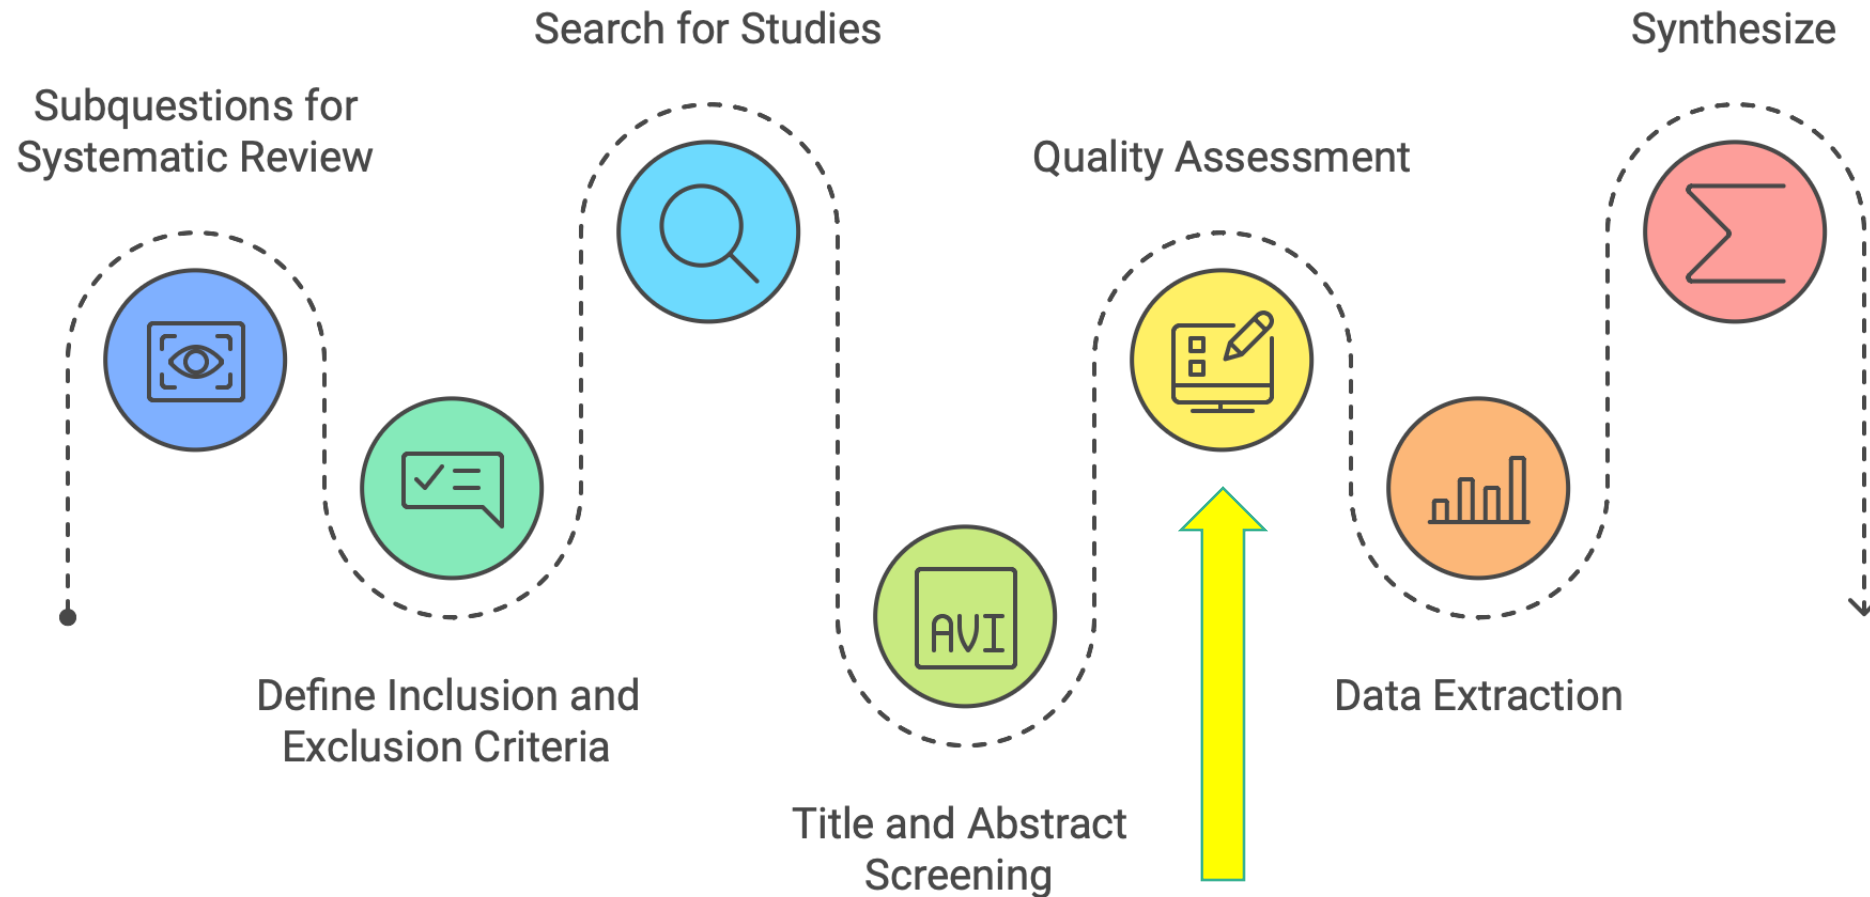 Subquestions for
Systematic Review
Define Inclusion and
Exclusion Criteria
Search for Studies
AVI
Title and Abstract
Screening
Quality Assessment
Data Extraction
Synthesize